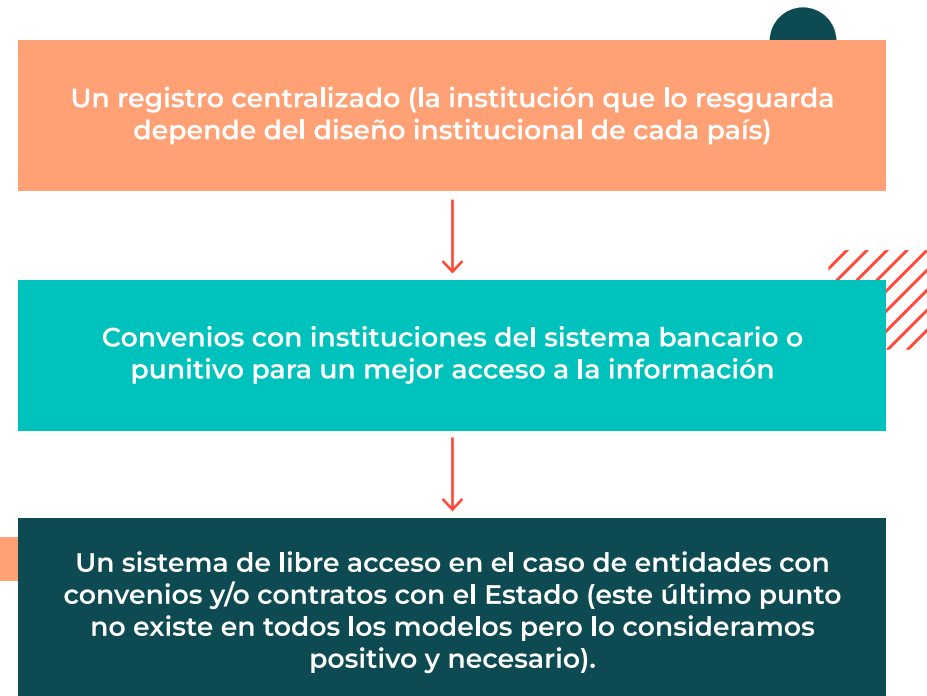 Un registro centralizado (la institución que lo resguarda
depende del diseño institucional de cada país)
Convenios con instituciones del sistema bancario o
punitivo para un mejor acceso a la información
Un sistema de libre acceso en el caso de entidades con
convenios y/o contratos con el Estado (este último punto
no existe en todos los modelos pero lo consideramos
positivo y necesario).